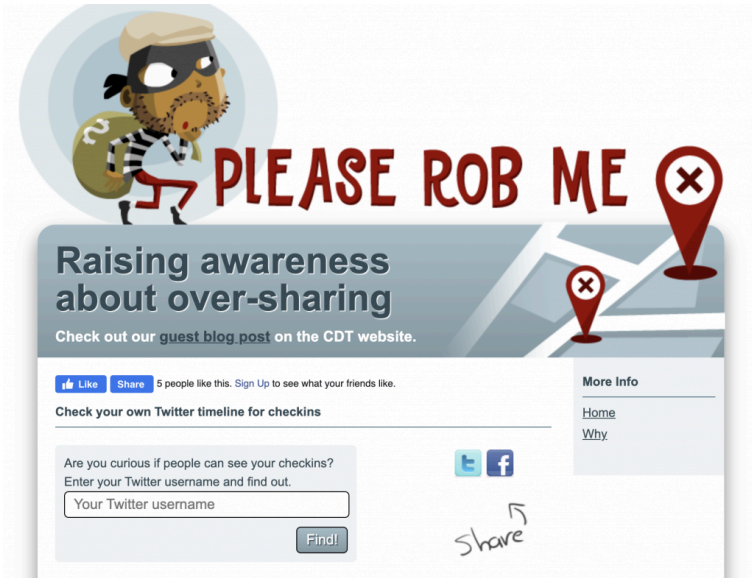 PLEASE ROB ME
Raising awareness
about over-sharing
Check out our guest blog post on the CDT website.
Like Share 5 people like this. Sign Up to see what your friends like.
Check your own Twitter timeline for checkins
Are you curious if people can see your checkins?
Enter your Twitter username and find out.
Your Twitter username
Find!
Share
More Info
Home
Why